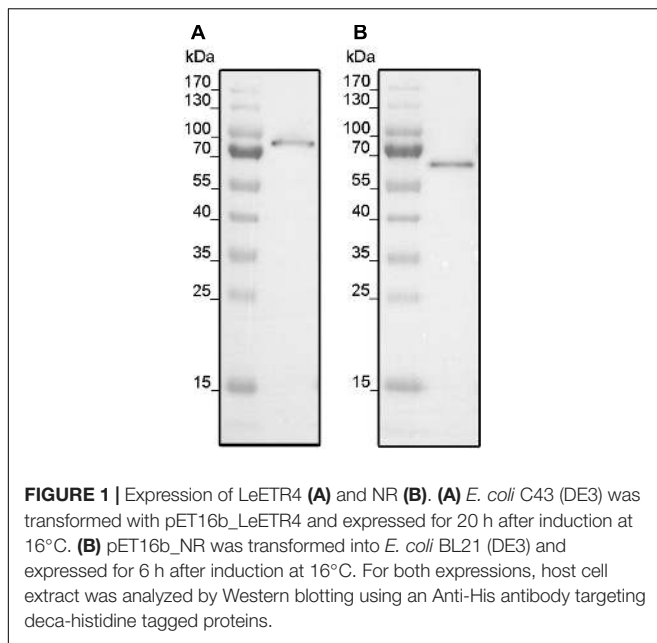 A
B
kDa
kDa
170
130
100
70
55
40
35
25
15
170
130
100
70
55
40
35
25
15
FIGURE 1 | Expression of LeETR4 (A) and NR (B). (A) E. coli C43 (DE3) was
transformed with pET16b_LeETR4 and expressed for 20 h after induction at
16°C. (B) pET16b_NR was transformed into E. coli BL21 (DE3) and
expressed for 6 h after induction at 16°C. For both expressions, host cell
extract was analyzed by Western blotting using an Anti-His antibody targeting
deca-histidine tagged proteins.